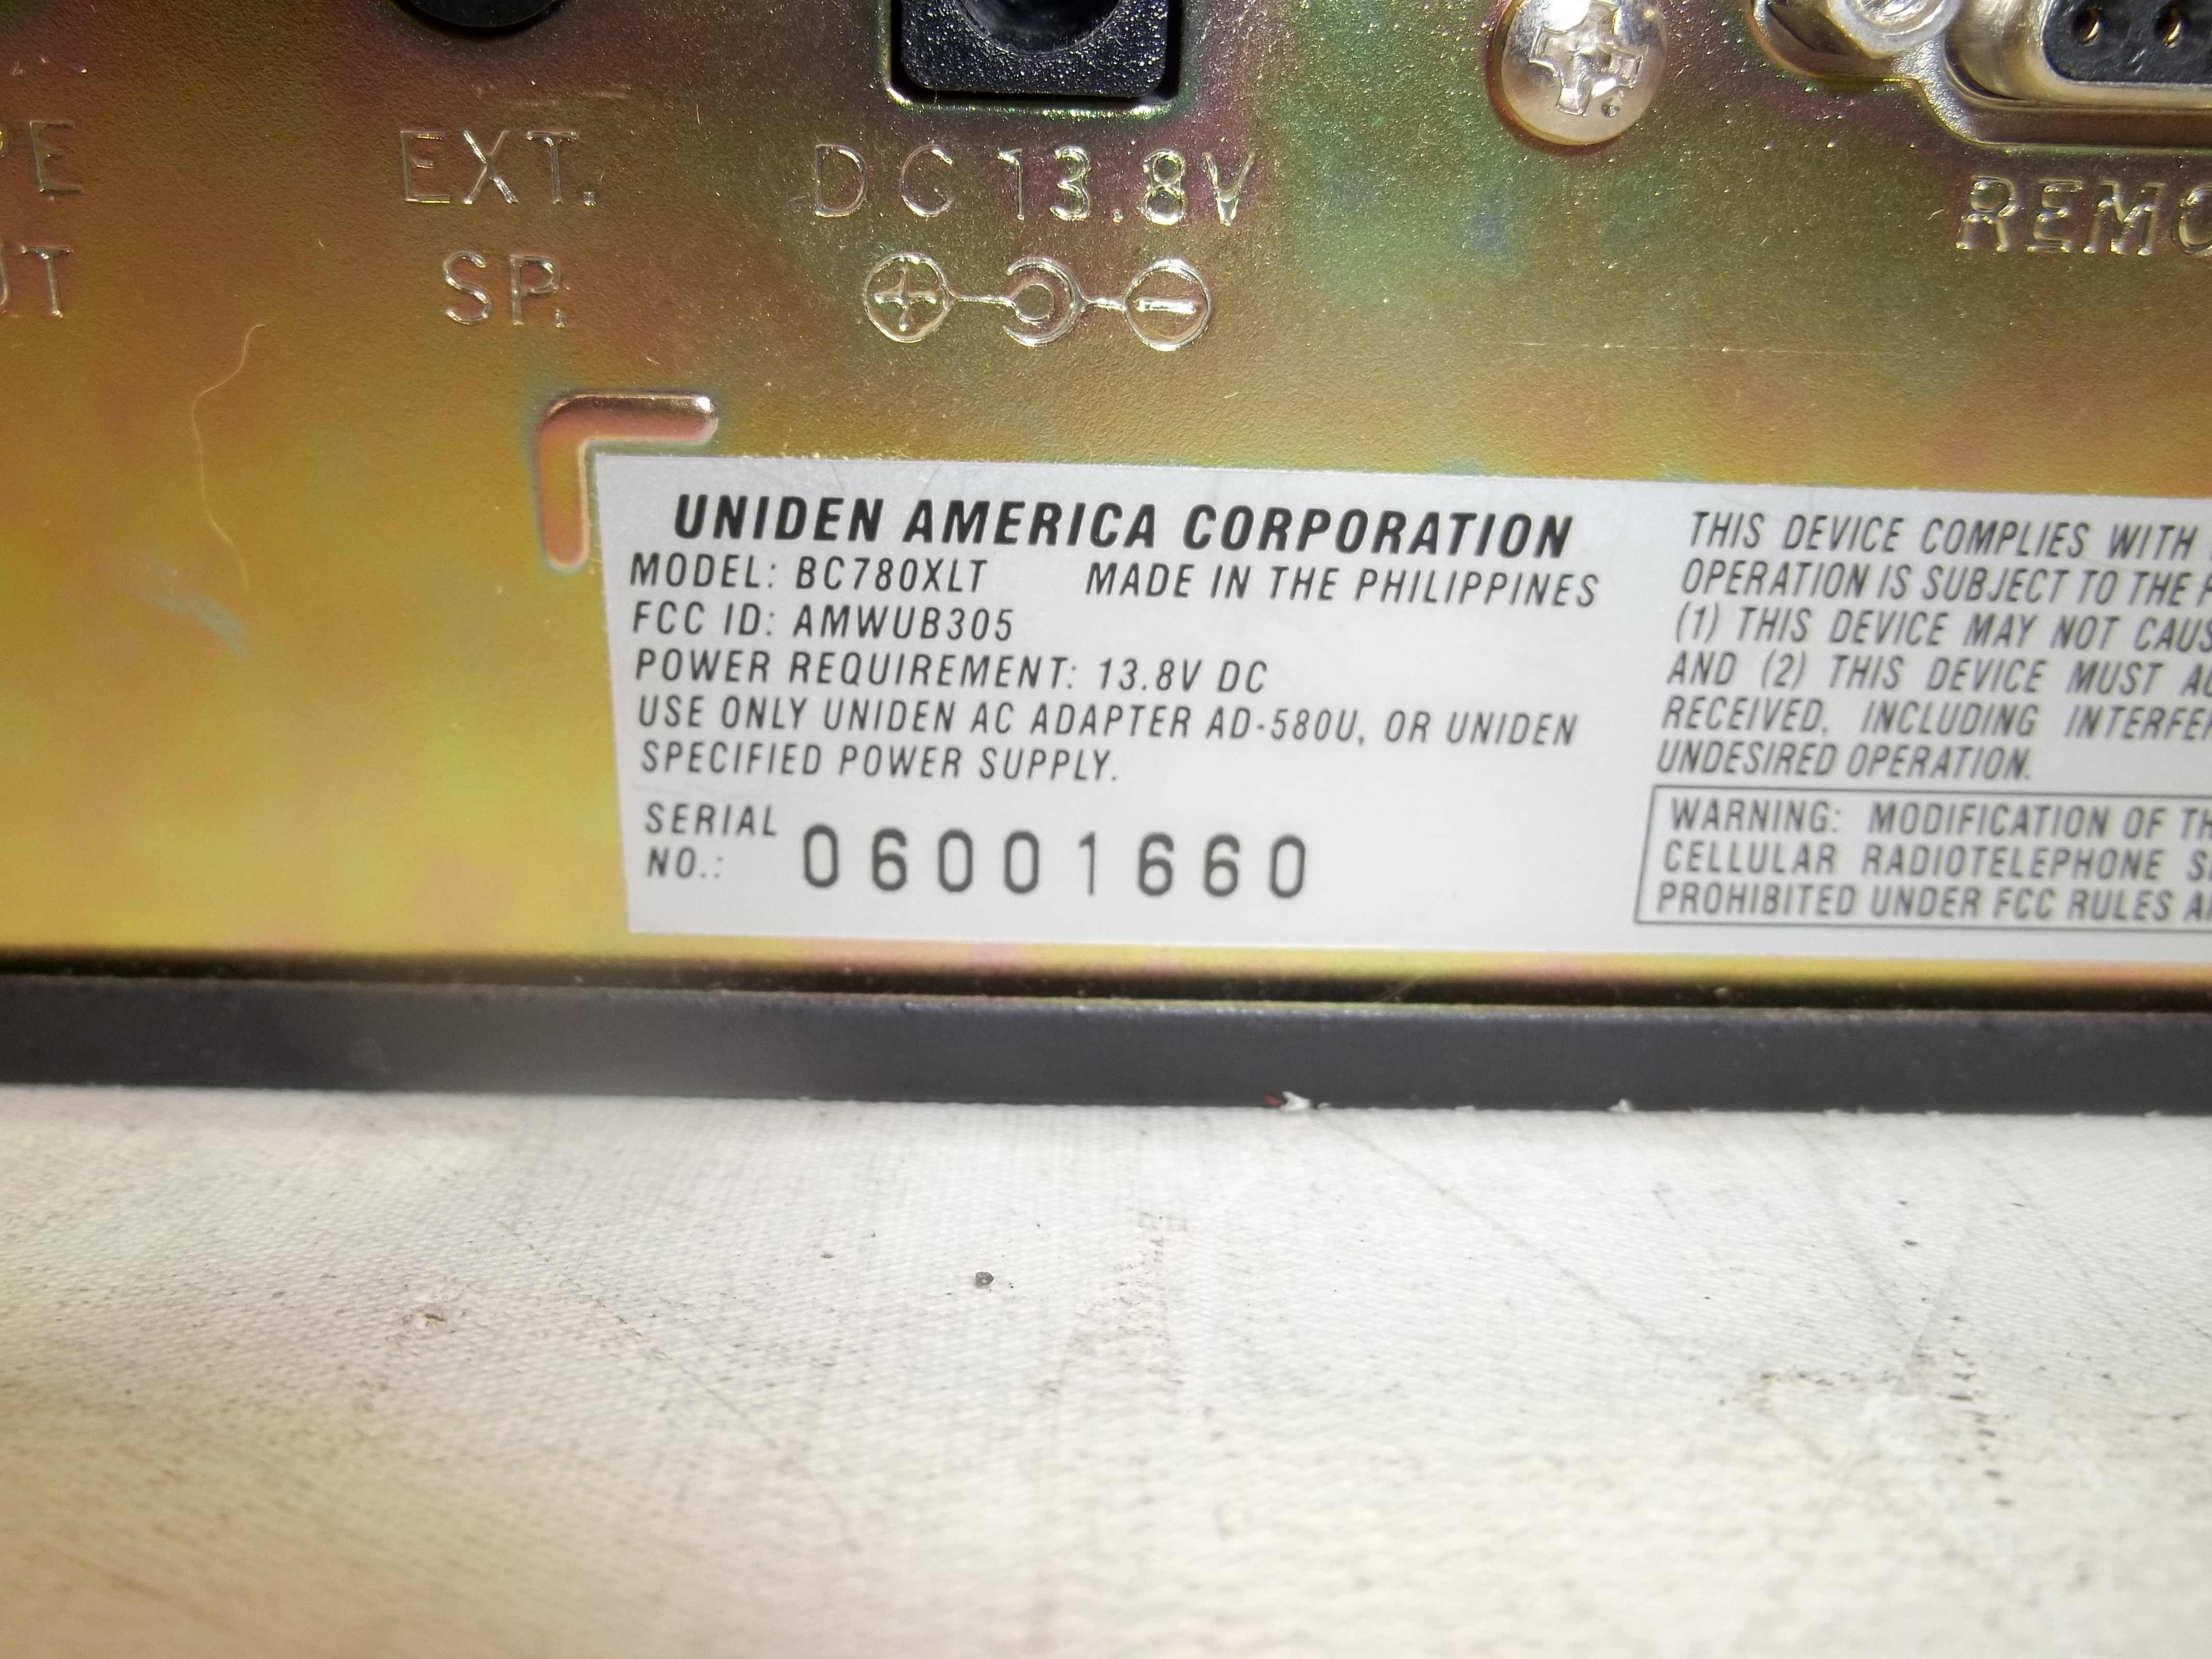 EXT.
SP.
DC 13.8V
UNIDEN AMERICA CORPORATION
MODEL: BC780XLT MADE IN THE PHILIPPINES
FCC ID: AMWUB305
POWER REQUIREMENT: 13.8V DC
USE ONLY UNIDEN AC ADAPTER AD-580U, OR UNIDEN
SPECIFIED POWER SUPPLY.
SERIAL
NO.: 06001660
THIS DEVICE COMPLIES WITH
OPERATION IS SUBJECT TO THE
(1) THIS DEVICE MAY NOT
AND (2) THIS DEVICE MUST
RECEIVED, INCLUDING
UNDESIRED OPERATION.
WARNING: MODIFICATION OF
CELLULAR RADIOTELEPHONE
PROHIBITED UNDER FCC RULES